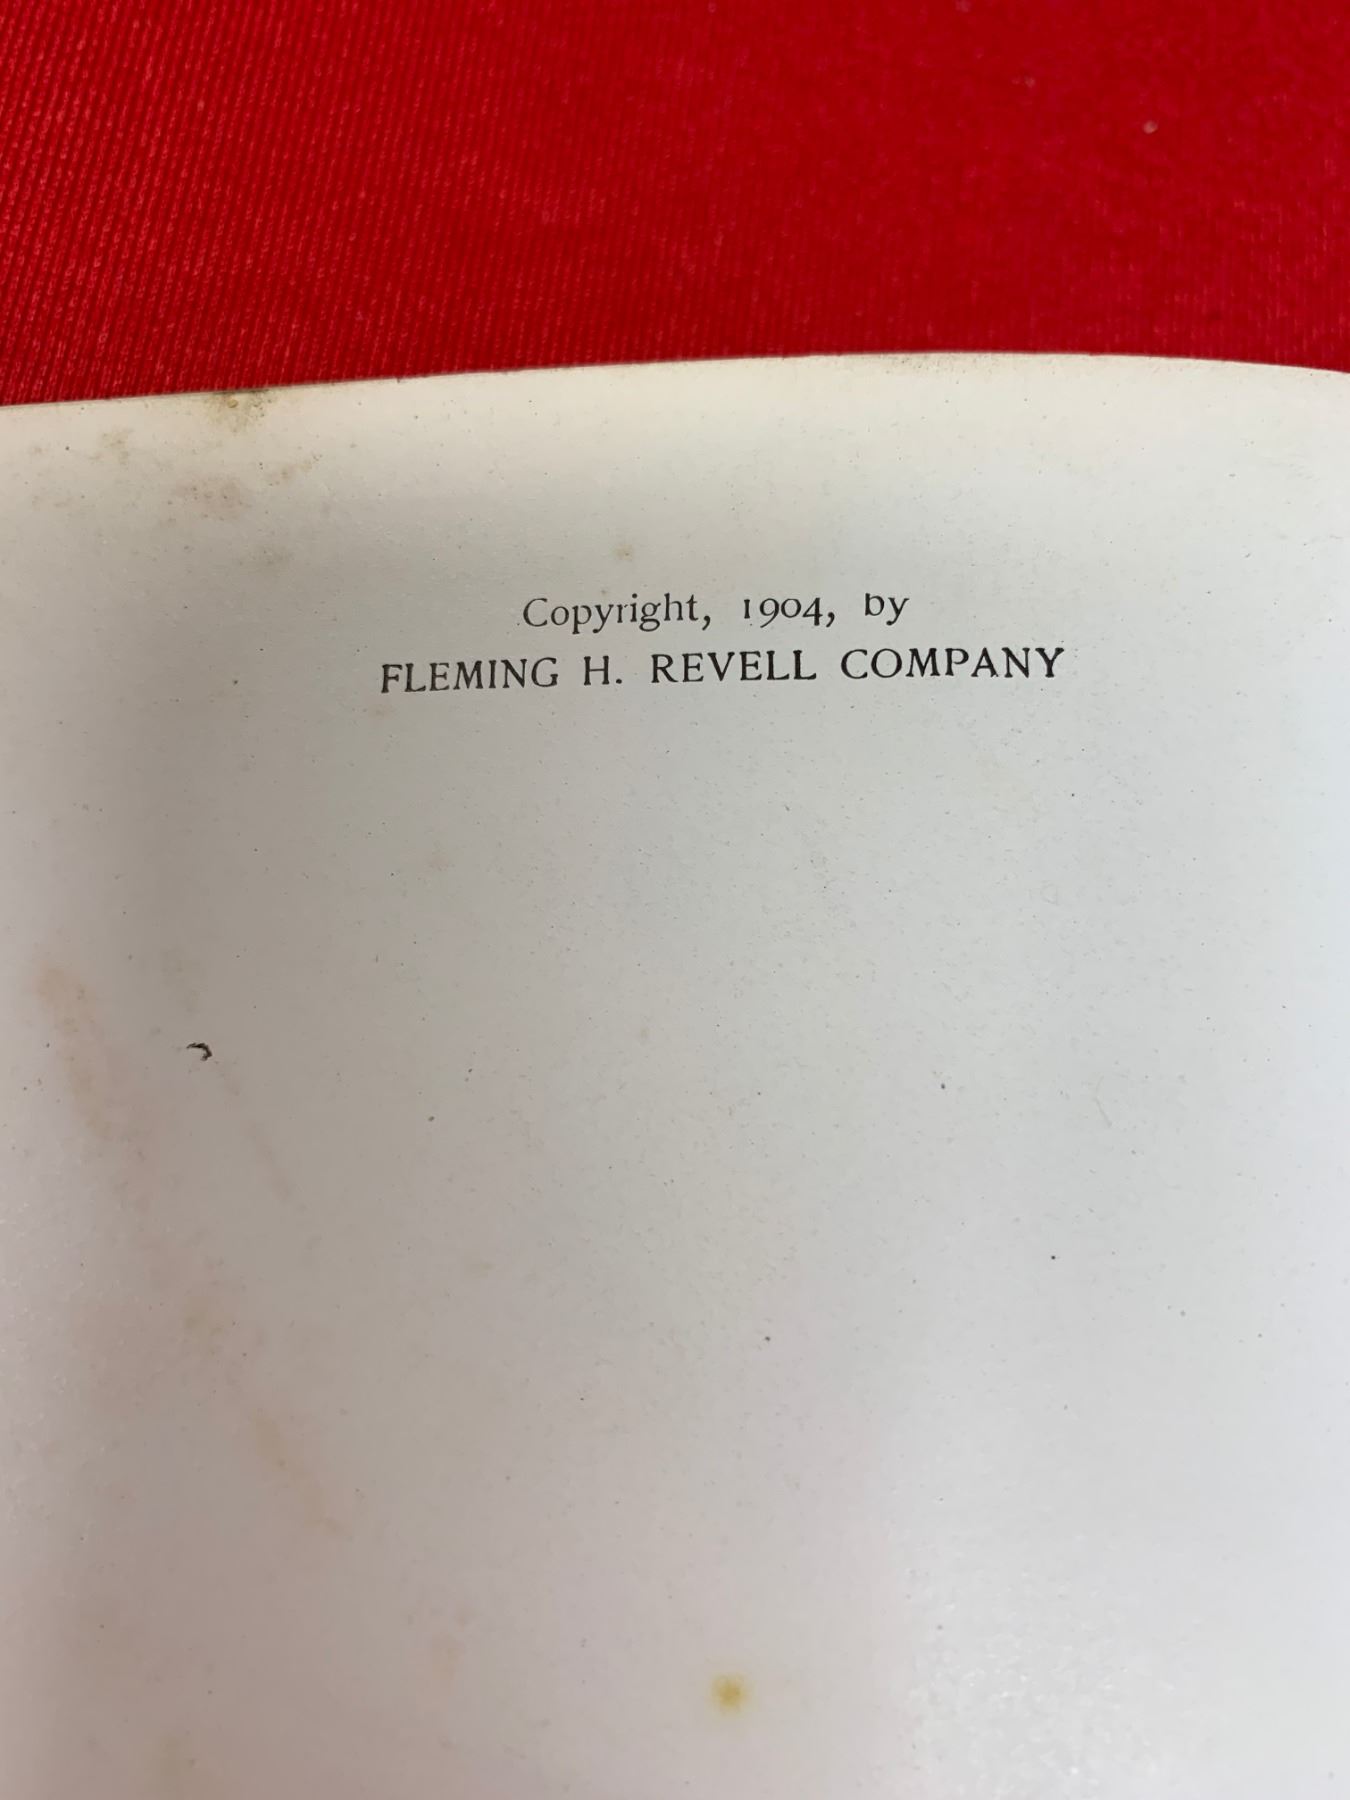 Copyright, 1904, by
FLEMING H. REVELL COMPANY